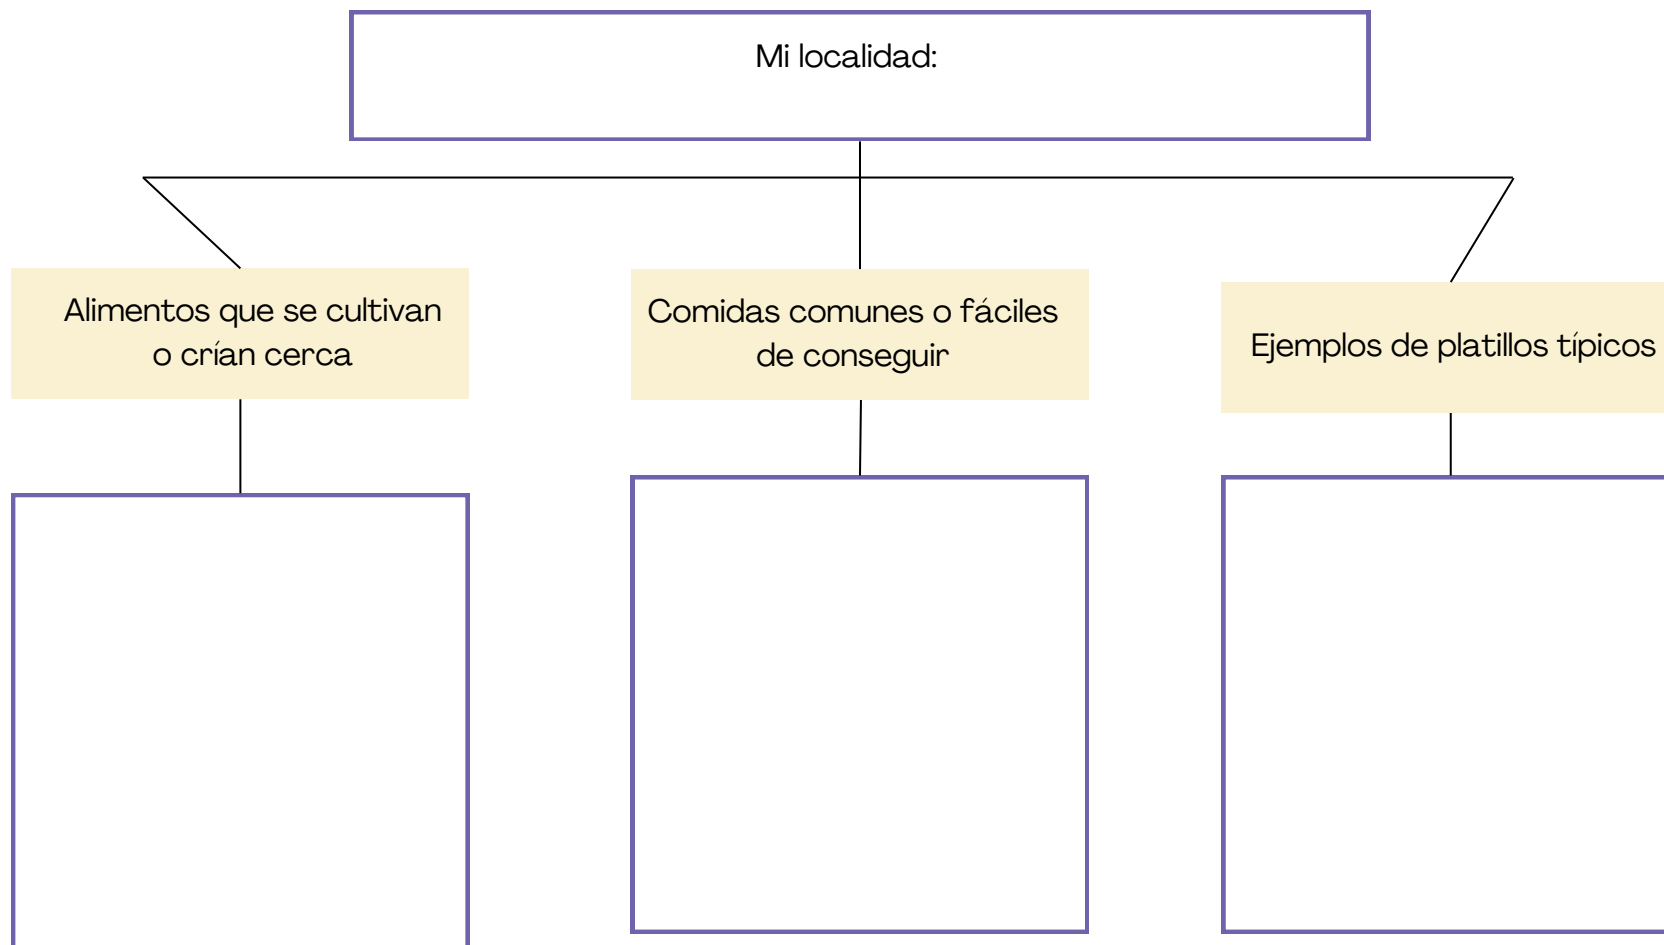 Mi localidad:
Alimentos que se cultivan
o crían cerca
Comidas comunes o fáciles
de conseguir
Ejemplos de platillos típicos